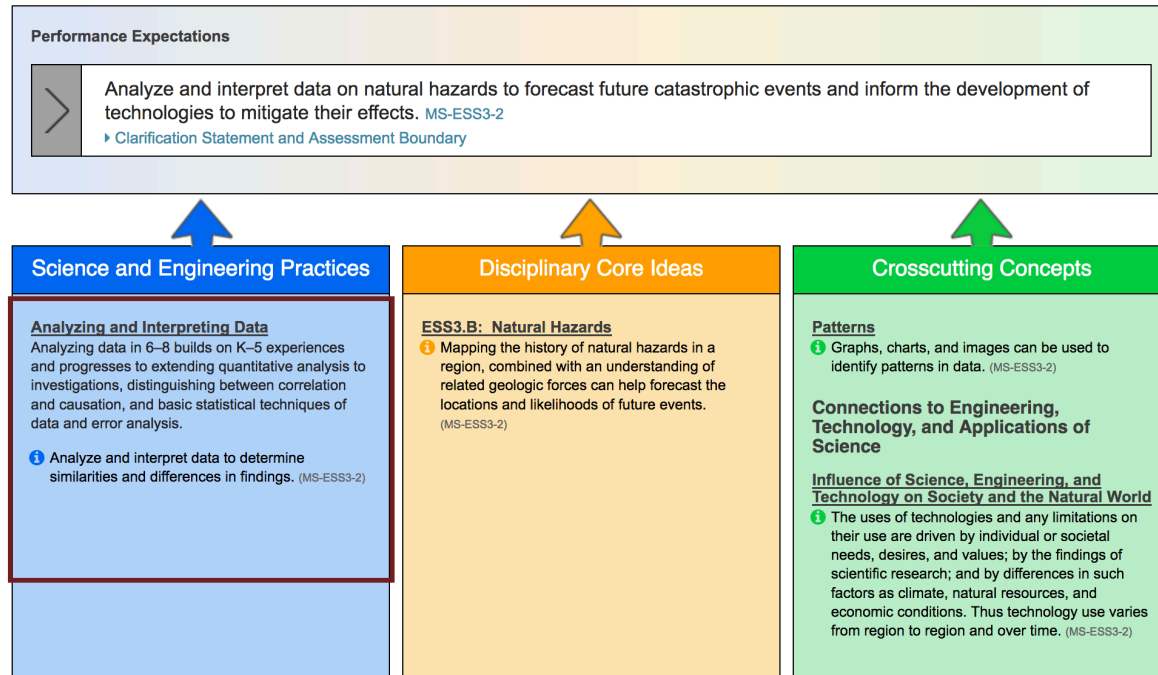 Performance Expectations
Analyze and interpret data on natural hazards to forecast future catastrophic events and inform the development of
technologies to mitigate their effects. MS-ESS3-2
Clarification Statement and Assessment Boundary
Science and Engineering Practices
Analyzing and Interpreting Data
Analyzing data in 6–8 builds on K–5 experiences
and progresses to extending quantitative analysis to
investigations, distinguishing between correlation
and causation, and basic statistical techniques of
data and error analysis.
Analyze and interpret data to determine
similarities and differences in findings. (MS-ESS3-2)
Disciplinary Core Ideas
ESS3.B: Natural Hazards
Mapping the history of natural hazards in a
region, combined with an understanding of
related geologic forces can help forecast the
locations and likelihoods of future events.
(MS-ESS3-2)
Crosscutting Concepts
Patterns
Graphs, charts, and images can be used to
identify patterns in data. (MS-ESS3-2)
Connections to Engineering,
Technology, and Applications of
Science
Influence of Science, Engineering, and
Technology on Society and the Natural World
The uses of technologies and any limitations on
their use are driven by individual or societal
needs, desires, and values; by the findings of
scientific research; and by differences in such
factors as climate, natural resources, and
economic conditions. Thus technology use varies
from region to region and over time. (MS-ESS3-2)